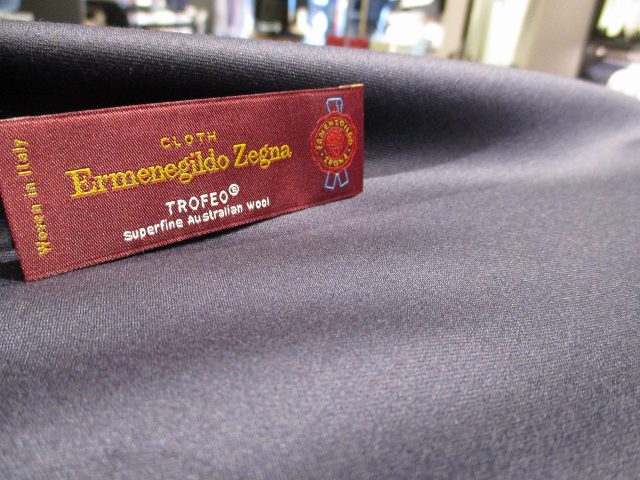 Woven in Italy
CLOTH
Ermenegildo Zegna
TROFEO®
Superfine Australian wool